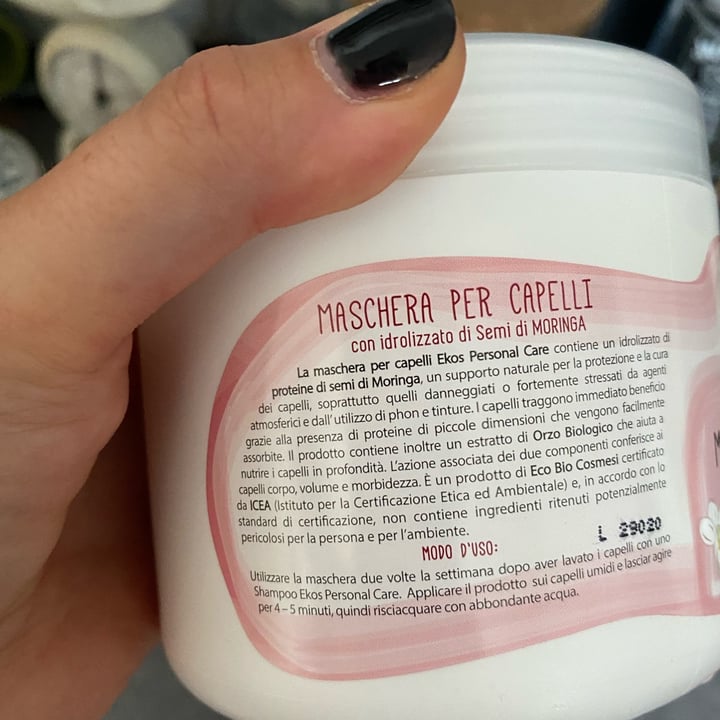 MASCHERA PER CAPELLI
con idrolizzato di Semi di MORINGA
La maschera per capelli Ekos Personal Care contiene un idrolizzato di
proteine di semi di Moringa, un supporto naturale per la protezione e la cura
dei capelli, soprattutto quelli danneggiati o fortemente stressati da agenti
atmosferici e dall'utilizzo di phon e tinture. I capelli traggono immediato beneficio
grazie alla presenza di proteine di piccole dimensioni che vengono facilmente
assorbite. Il prodotto contiene inoltre un estratto di Orzo Biologico che aiuta a
nutrire i capelli in profondità. L'azione associata dei due componenti conferisce ai
capelli corpo, volume e morbidezza. È un prodotto di Eco Bio Cosmesi certificato
da ICEA (Istituto per la Certificazione Etica ed Ambientale) e, in accordo con lo
standard di certificazione, non contiene ingredienti ritenuti potenzialmente
pericolosi per la persona e per l'ambiente.
L 29020
MODO D'USO:
Utilizzare la maschera due volte la settimana dopo aver lavato i capelli con uno
Shampoo Ekos Personal Care. Applicare il prodotto sui capelli umidi e lasciar agire
per 4 – 5 minuti, quindi risciacquare con abbondante acqua.